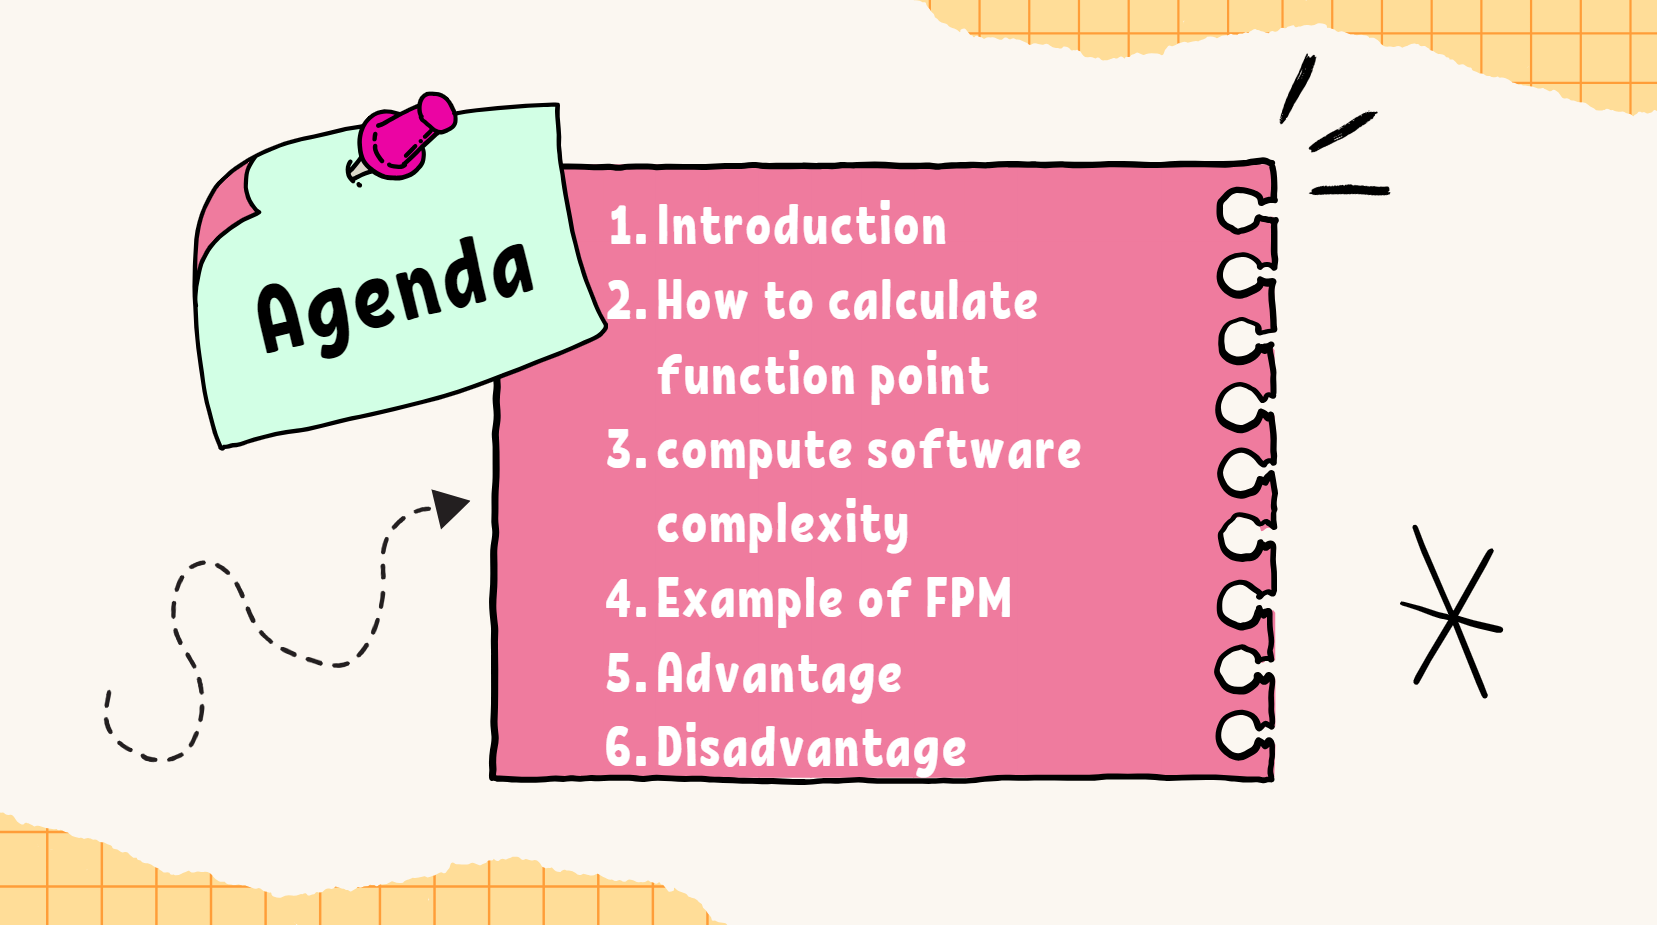 Agenda
1. Introduction
2. How to calculate
function point
3. compute software
complexity
4. Example of FPM
5. Advantage
6. Disadvantage